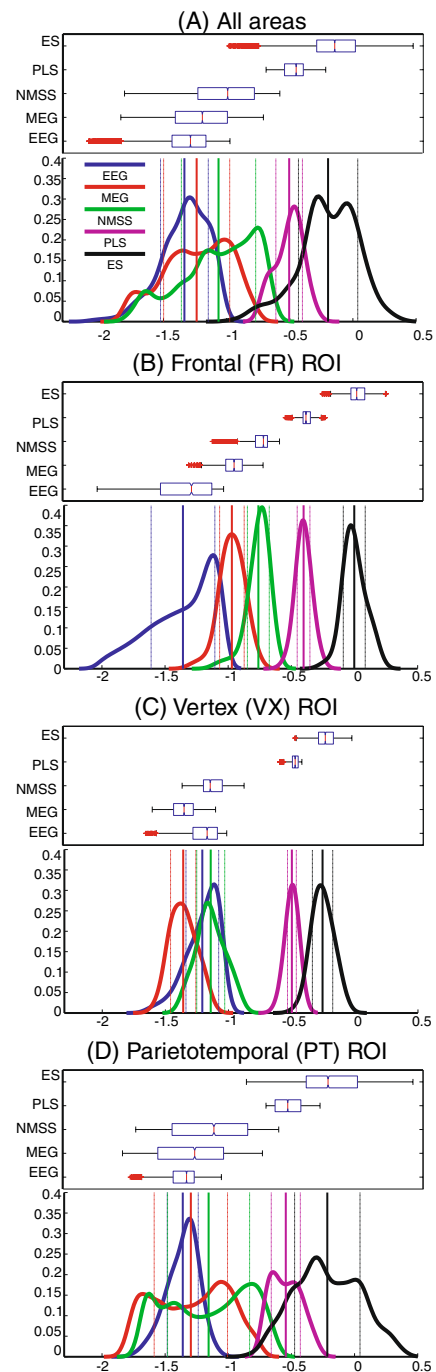 (A) All areas
ES
PLS
NMSS
MEG
EEG
0.4
0.35
0.3
0.25
0.2
0.15
0.1
0.05
0
EEG
MEG
NMSS
PLS
ES
-2 -1.5 -1 -0.5 0 0.5
(B) Frontal (FR) ROI
ES
PLS
NMSS
MEG
EEG
0.4
0.35
0.3
0.25
0.2
0.15
0.1
0.05
0
-2 -1.5 -1 -0.5 0 0.5
(C) Vertex (VX) ROI
ES
PLS
NMSS
MEG
EEG
0.4
0.35
0.3
0.25
0.2
0.15
0.1
0.05
0
-2 -1.5 -1 -0.5 0 0.5
(D) Parietotemporal (PT) ROI
ES
PLS
NMSS
MEG
EEG
0.4
0.35
0.3
0.25
0.2
0.15
0.1
0.05
0
-2 -1.5 -1 -0.5 0 0.5